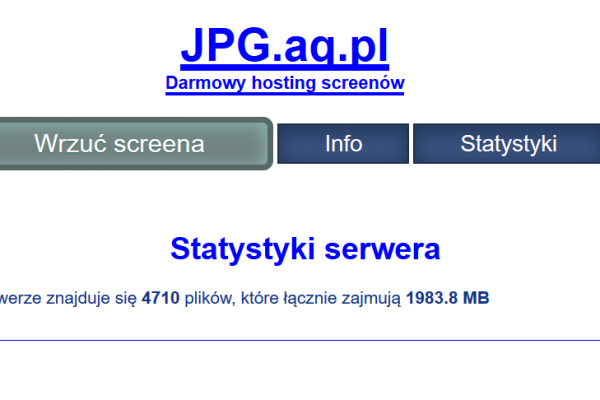 JPG.aq.pl
Darmowy hosting screenów
Wrzuć screena Info Statystyki
Statystyki serwera
werze znajduje się 4710 plików, które łącznie zajmują 1983.8 MB